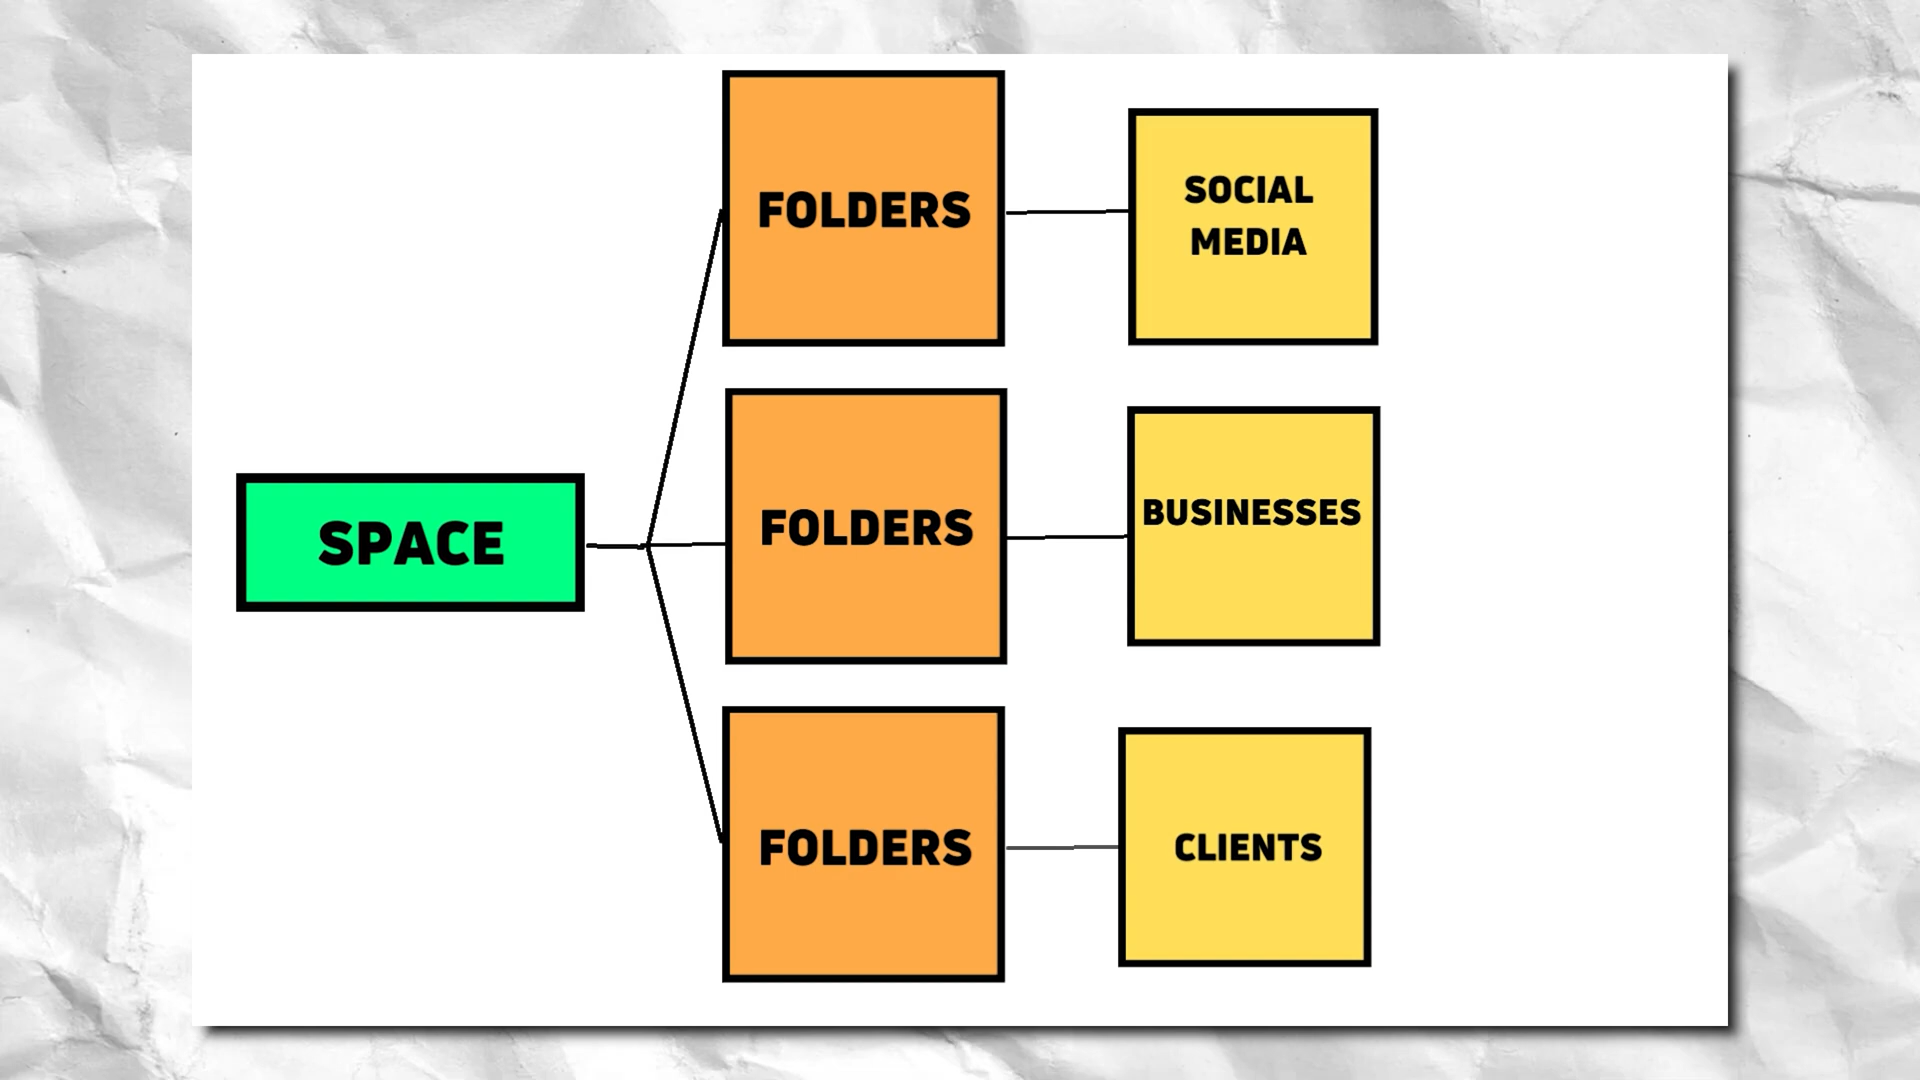 FOLDERS
SOCIAL
MEDIA
SPACE
FOLDERS
BUSINESSES
FOLDERS
CLIENTS